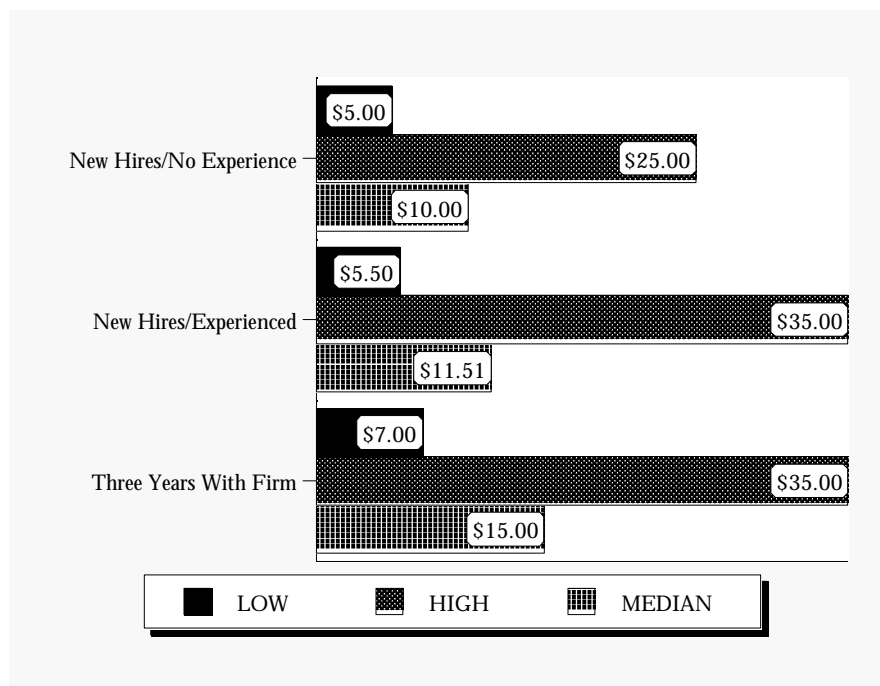 $5.00
New Hires/No Experience
$25.00
$10.00
$5.50
New Hires/Experienced
$35.00
$11.51
$7.00
Three Years With Firm
$35.00
$15.00
LOW HIGH MEDIAN